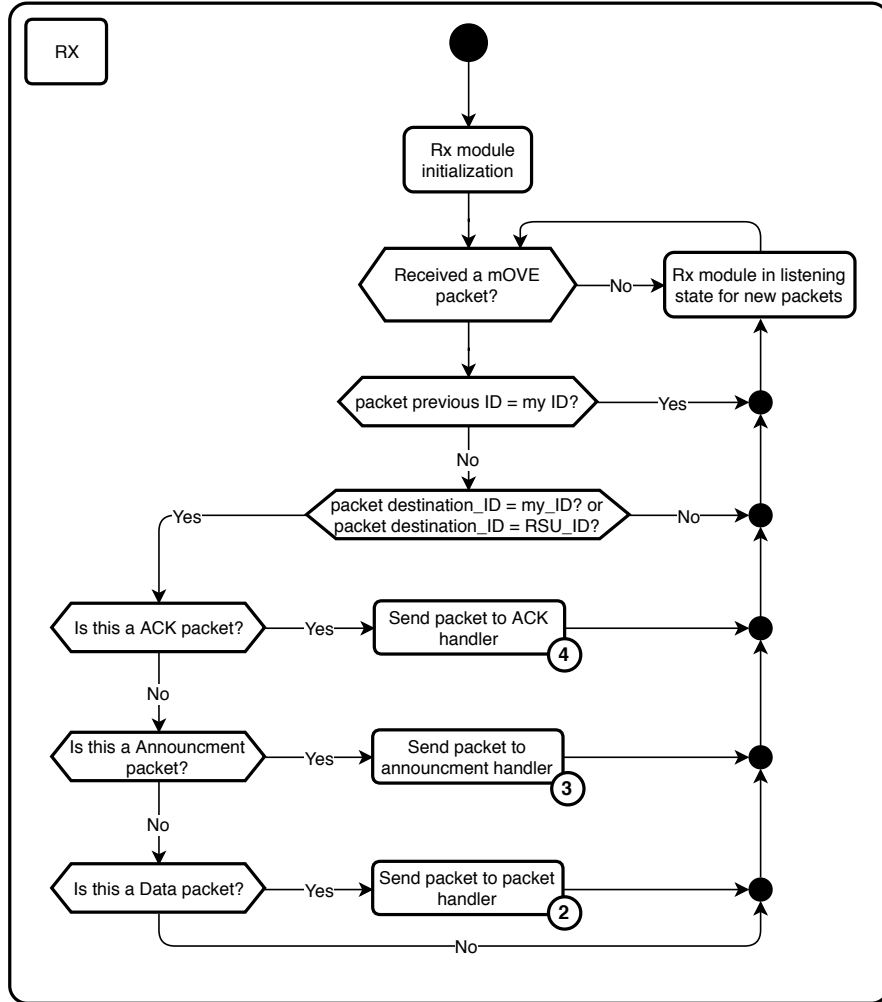 RX
Rx module
initialization
Received a mOVE
packet?
No
Rx module in listening
state for new packets
packet previous ID = my ID?
Yes
No
packet destination_ID = my_ID? or
packet destination_ID = RSU_ID?
Yes
No
Is this a ACK packet?
Yes
Send packet to ACK
handler
4
No
Is this a Announcment
packet?
Yes
Send packet to
announcment handler
3
No
Is this a Data packet?
Yes
Send packet to packet
handler
2
No